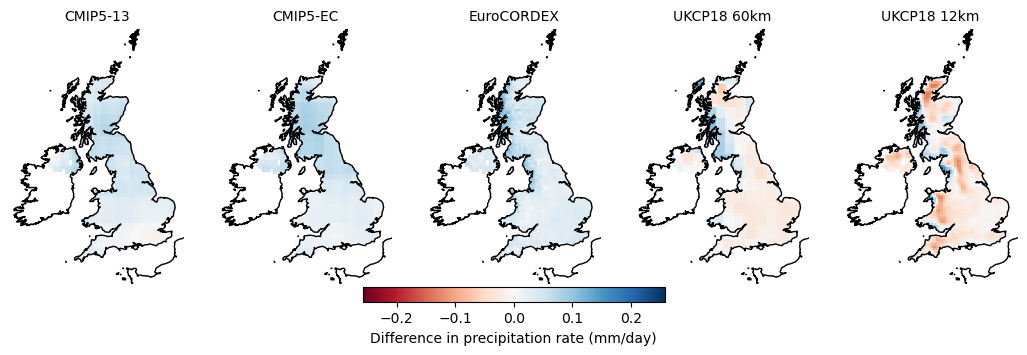 CMIP5-13 CMIP5-EC EuroCORDEX UKCP18 60km UKCP18 12km
−0.2 −0.1 0.0 0.1 0.2
Difference in precipitation rate (mm/day)